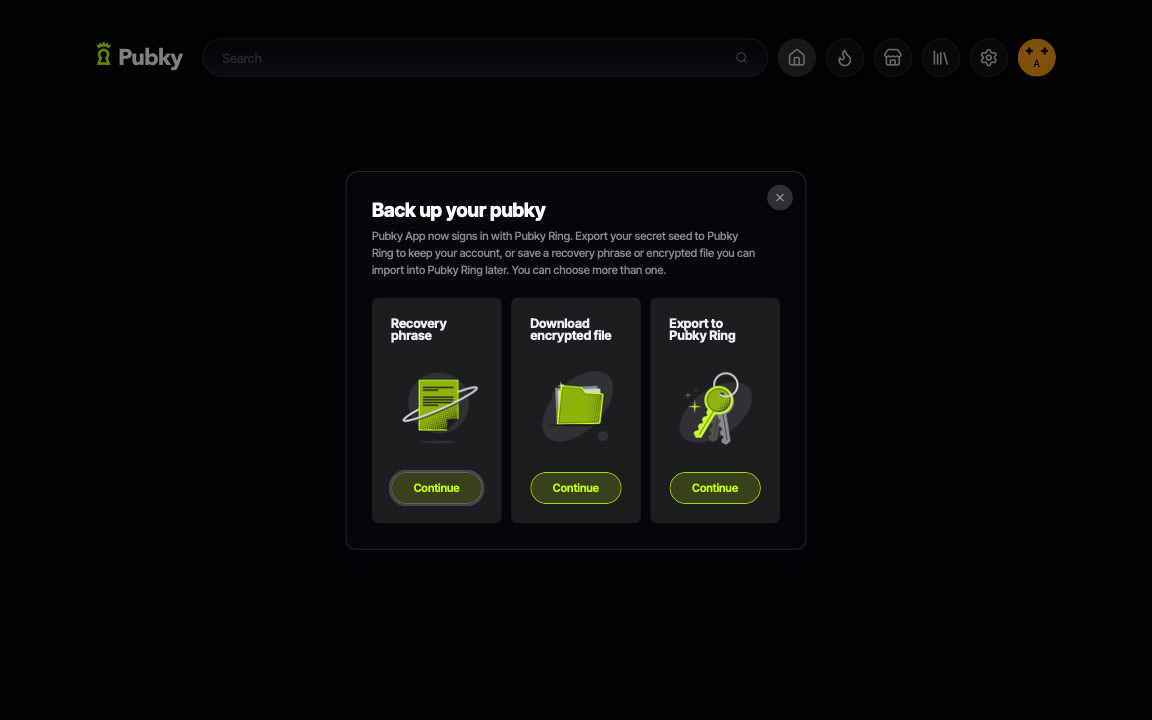 Pubky
Search
A
Back up your pubky
Pubky App now signs in with Pubky Ring. Export your secret seed to Pubky
Ring to keep your account, or save a recovery phrase or encrypted file you can
import into Pubky Ring later. You can choose more than one.
Recovery
phrase
Continue
Download
encrypted file
Continue
Export to
Pubky Ring
Continue